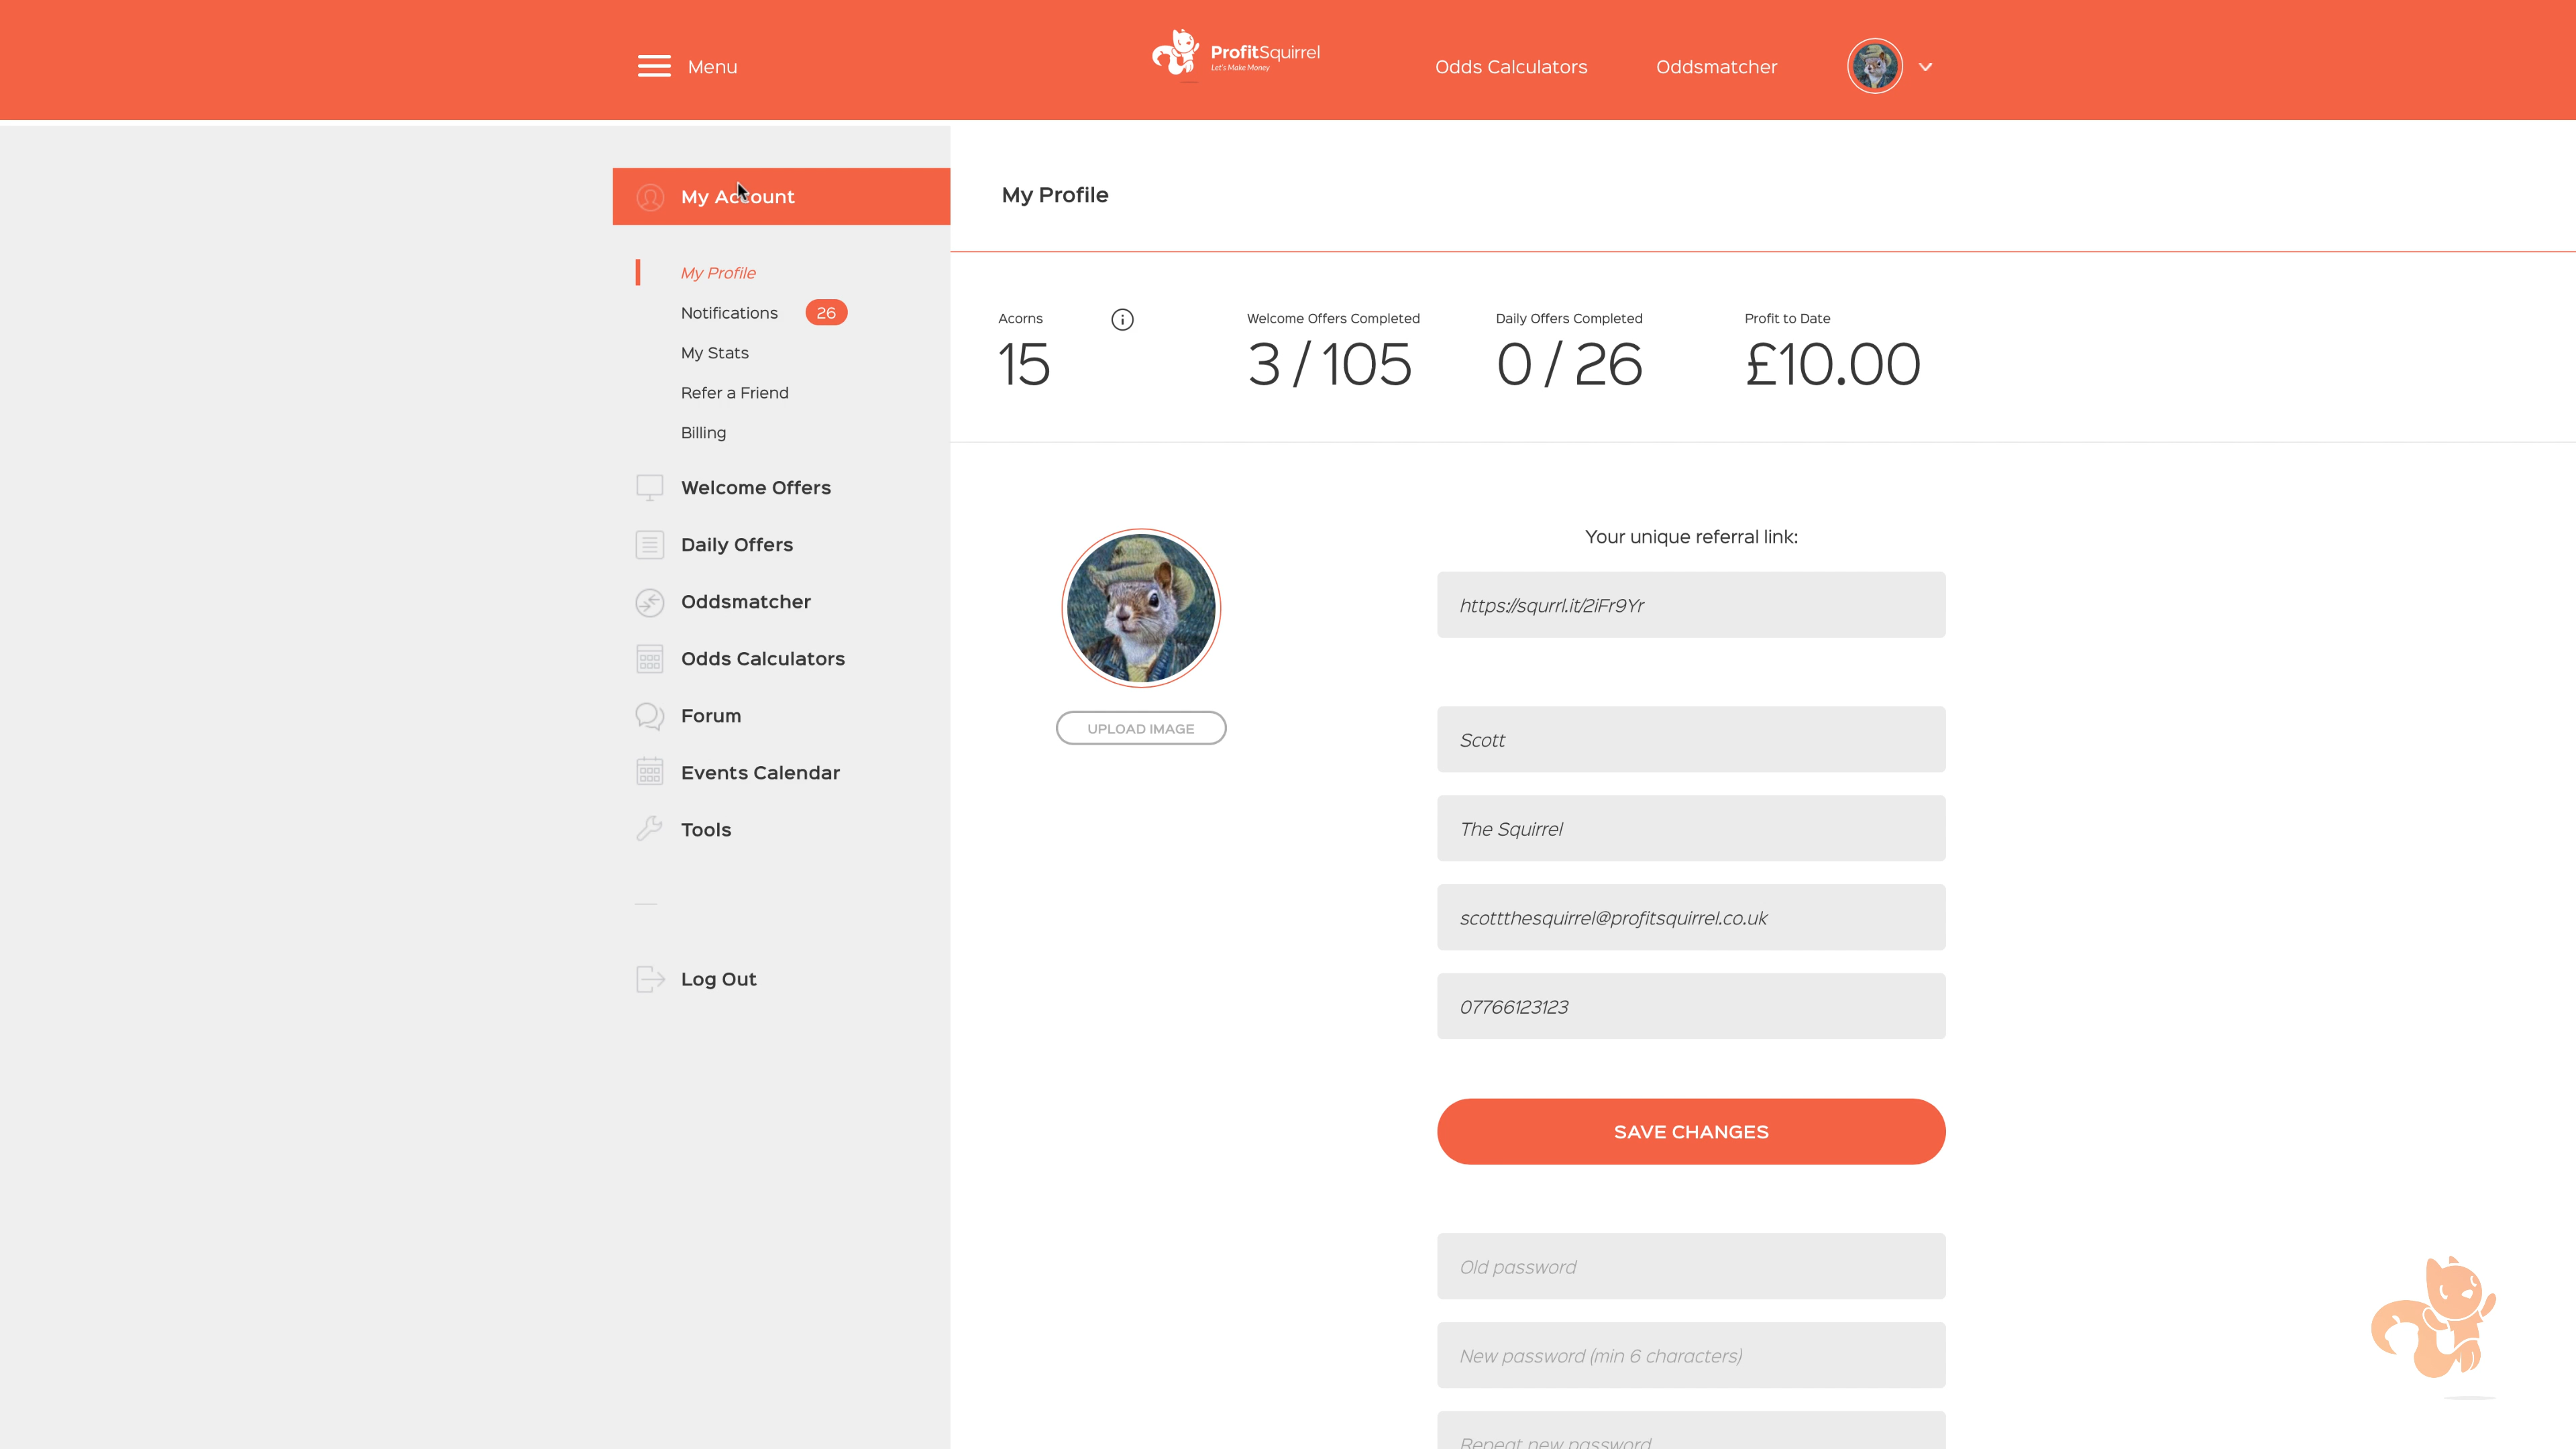 Menu
ProfitSquirrel
Let's Make Money
Odds Calculators
Oddsmatcher
My Account
My Profile
Notifications 26
My Stats
Refer a Friend
Billing
Welcome Offers
Daily Offers
Oddsmatcher
Odds Calculators
Forum
Events Calendar
Tools
Log Out
My Profile
Acorns
15
Welcome Offers Completed
3 / 105
Daily Offers Completed
0 / 26
Profit to Date
£10.00
UPLOAD IMAGE
Your unique referral link:
https://squrrl.it/2iFr9Yr
Scott
The Squirrel
scottthesquirrel@profitsquirrel.co.uk
07766123123
SAVE CHANGES
Old password
New password (min 6 characters)
Repeat new password